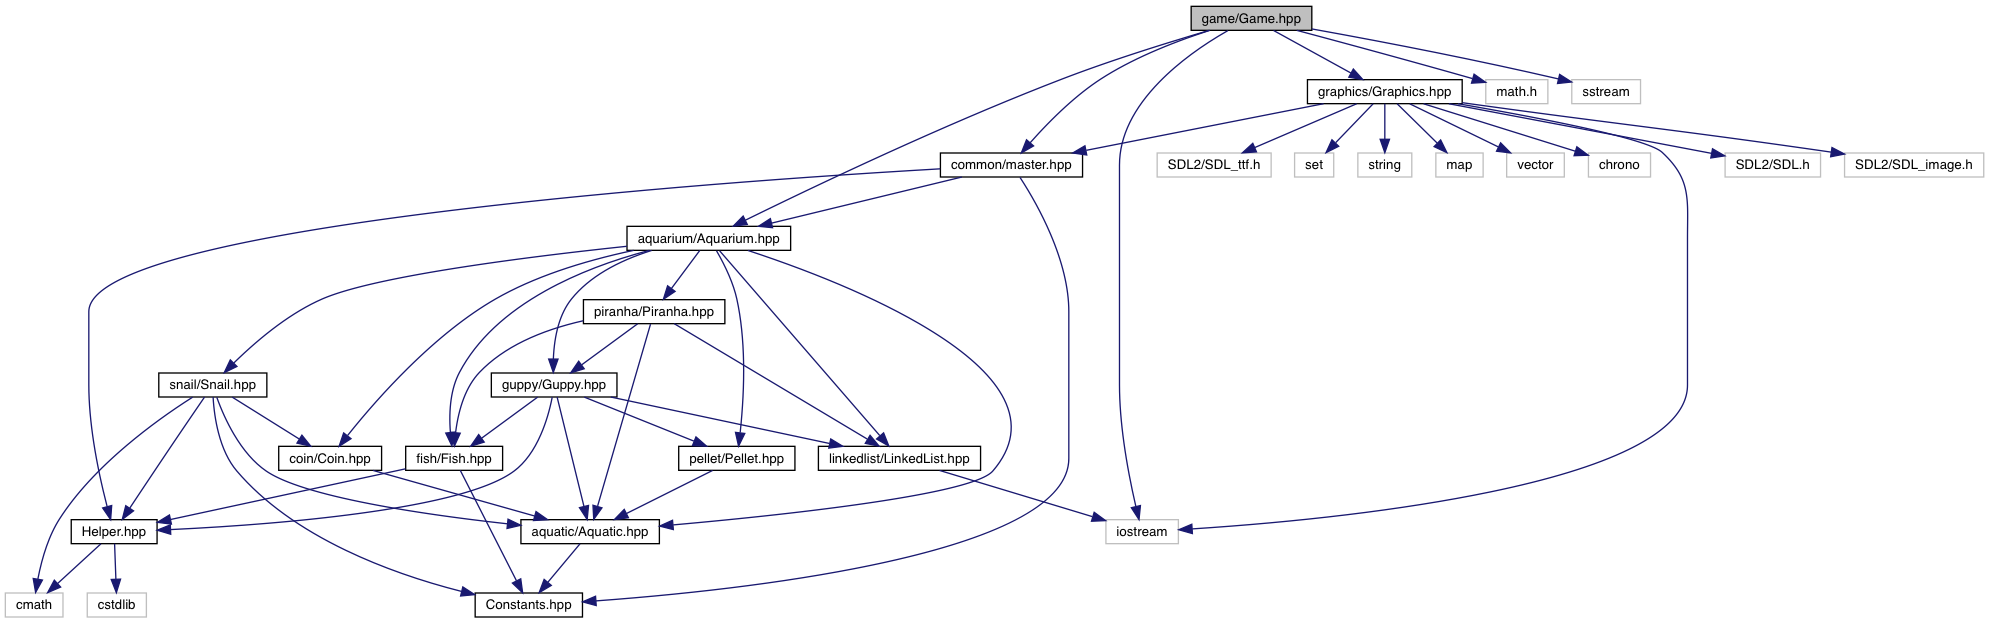 game/Game.hpp
graphics/Graphics.hpp
math.h
sstream
common/master.hpp
SDL2/SDL_ttf.h
set
string
map
vector
chrono
SDL2/SDL.h
SDL2/SDL_image.h
aquarium/Aquarium.hpp
piranha/Piranha.hpp
snail/Snail.hpp
guppy/Guppy.hpp
coin/Coin.hpp
fish/Fish.hpp
pellet/Pellet.hpp
linkedlist/LinkedList.hpp
Helper.hpp
aquatic/Aquatic.hpp
iostream
cmath
cstdlib
Constants.hpp